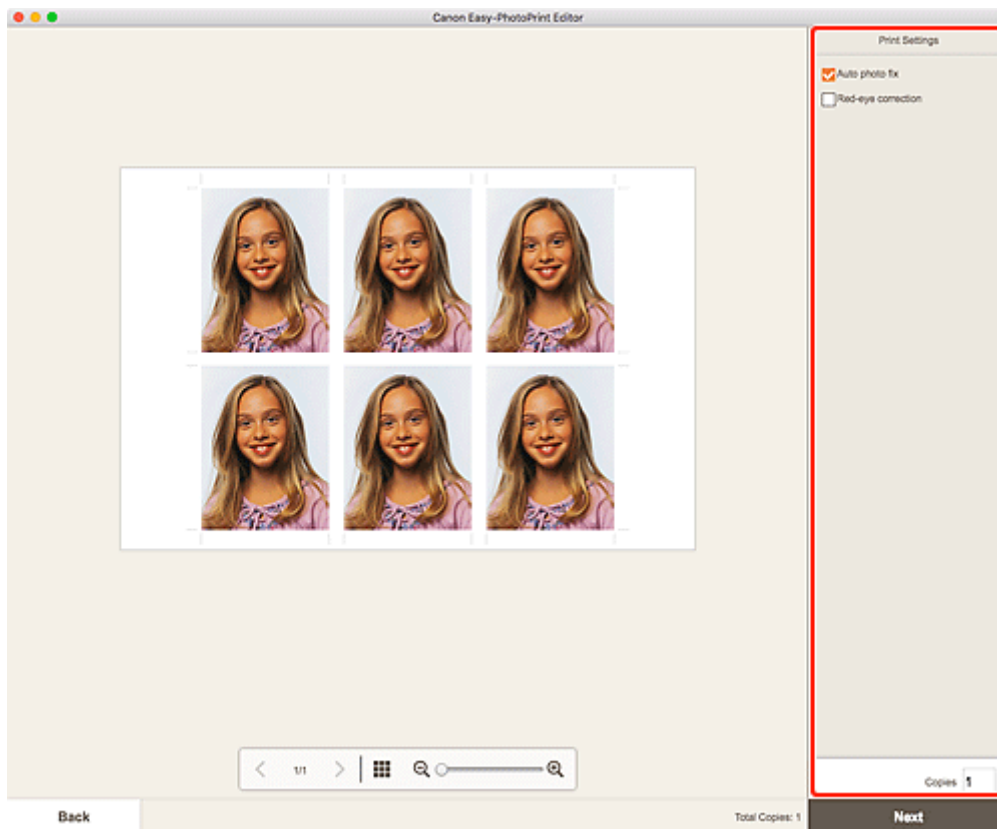 Canon Easy-PhotoPrint Editor
Print Settings
Auto photo fix
Red-eye correction
1/1
Copies 1
Back
Total Copies: 1
Next